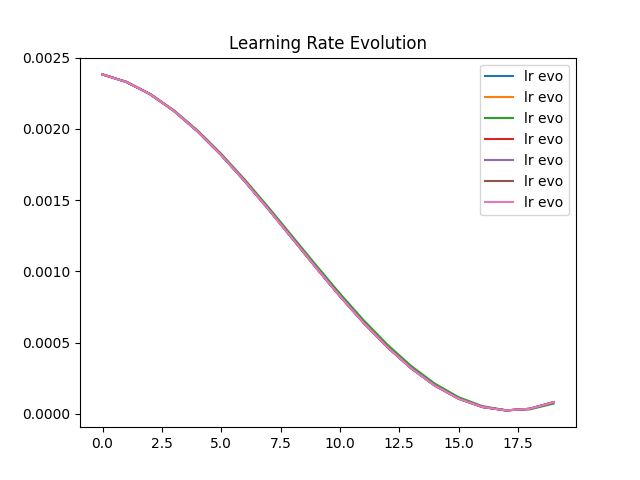 Learning Rate Evolution
0.0025
0.0020
0.0015
0.0010
0.0005
0.0000
lr evo
lr evo
lr evo
lr evo
lr evo
lr evo
lr evo
0.0 2.5 5.0 7.5 10.0 12.5 15.0 17.5